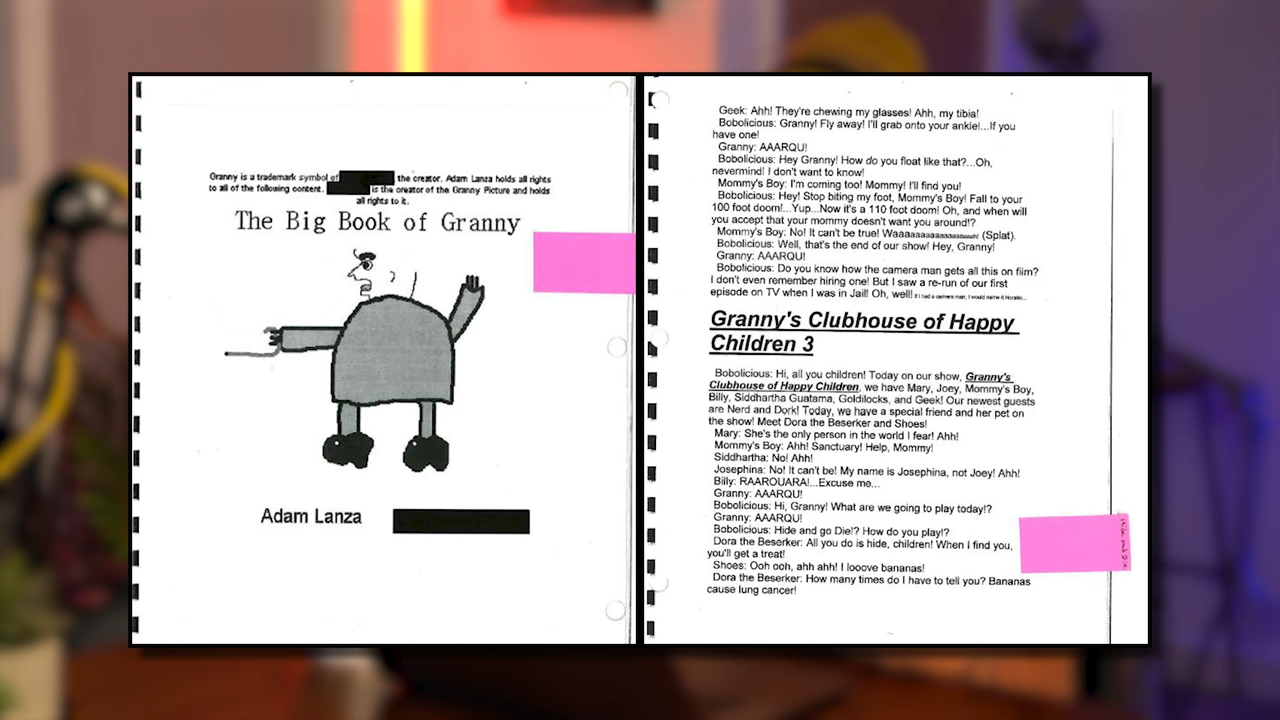 Granny is a trademark symbol of the creator. Adam Lanza holds all rights
to all of the following content. is the creator of the Granny Picture and holds
all rights to it.
The Big Book of Granny
Adam Lanza
Geek: Ahh! They're chewing my glasses! Ahh, my tibia!
Bobolicious: Granny! Fly away! I'll grab onto your ankle!...If you
have one!
Granny: AAARQU!
Bobolicious: Hey Granny! How do you float like that?...Oh,
nevermind! I don't want to know!
Mommy's Boy: I'm coming too! Mommy! I'll find you!
Bobolicious: Hey! Stop biting my foot, Mommy's Boy! Fall to your
100 foot doom!...Yup...Now it's a 110 foot doom! Oh, and when will
you accept that your mommy doesn't want you around!?
Mommy's Boy: No! It can't be true! Waaaaaaaaaaaaaaaauh! (Splat).
Bobolicious: Well, that's the end of our show! Hey, Granny!
Granny: AAARQU!
Bobolicious: Do you know how the camera man gets all this on film?
I don't even remember hiring one! But I saw a re-run of our first
episode on TV when I was in Jail! Oh, well! If I had a camera man, I would name it Horatio...
Granny's Clubhouse of Happy
Children 3
Bobolicious: Hi, all you children! Today on our show, Granny's
Clubhouse of Happy Children, we have Mary, Joey, Mommy's Boy,
Billy, Siddhartha Guatama, Goldilocks, and Geek! Our newest guests
are Nerd and Dork! Today, we have a special friend and her pet on
the show! Meet Dora the Beserker and Shoes!
Mary: She's the only person in the world I fear! Ahh!
Mommy's Boy: Ahh! Sanctuary! Help, Mommy!
Siddhartha: No! Ahh!
Josephina: No! It can't be! My name is Josephina, not Joey! Ahh!
Billy: RAAROUARA!...Excuse me...
Granny: AAARQU!
Bobolicious: Hi, Granny! What are we going to play today!?
Granny: AAARQU!
Bobolicious: Hide and go Die!? How do you play!?
Dora the Beserker: All you do is hide, children! When I find you,
you'll get a treat!
Shoes: Ooh ooh, ahh ahh! I looove bananas!
Dora the Beserker: How many times do I have to tell you? Bananas
cause lung cancer!
Hide and Die